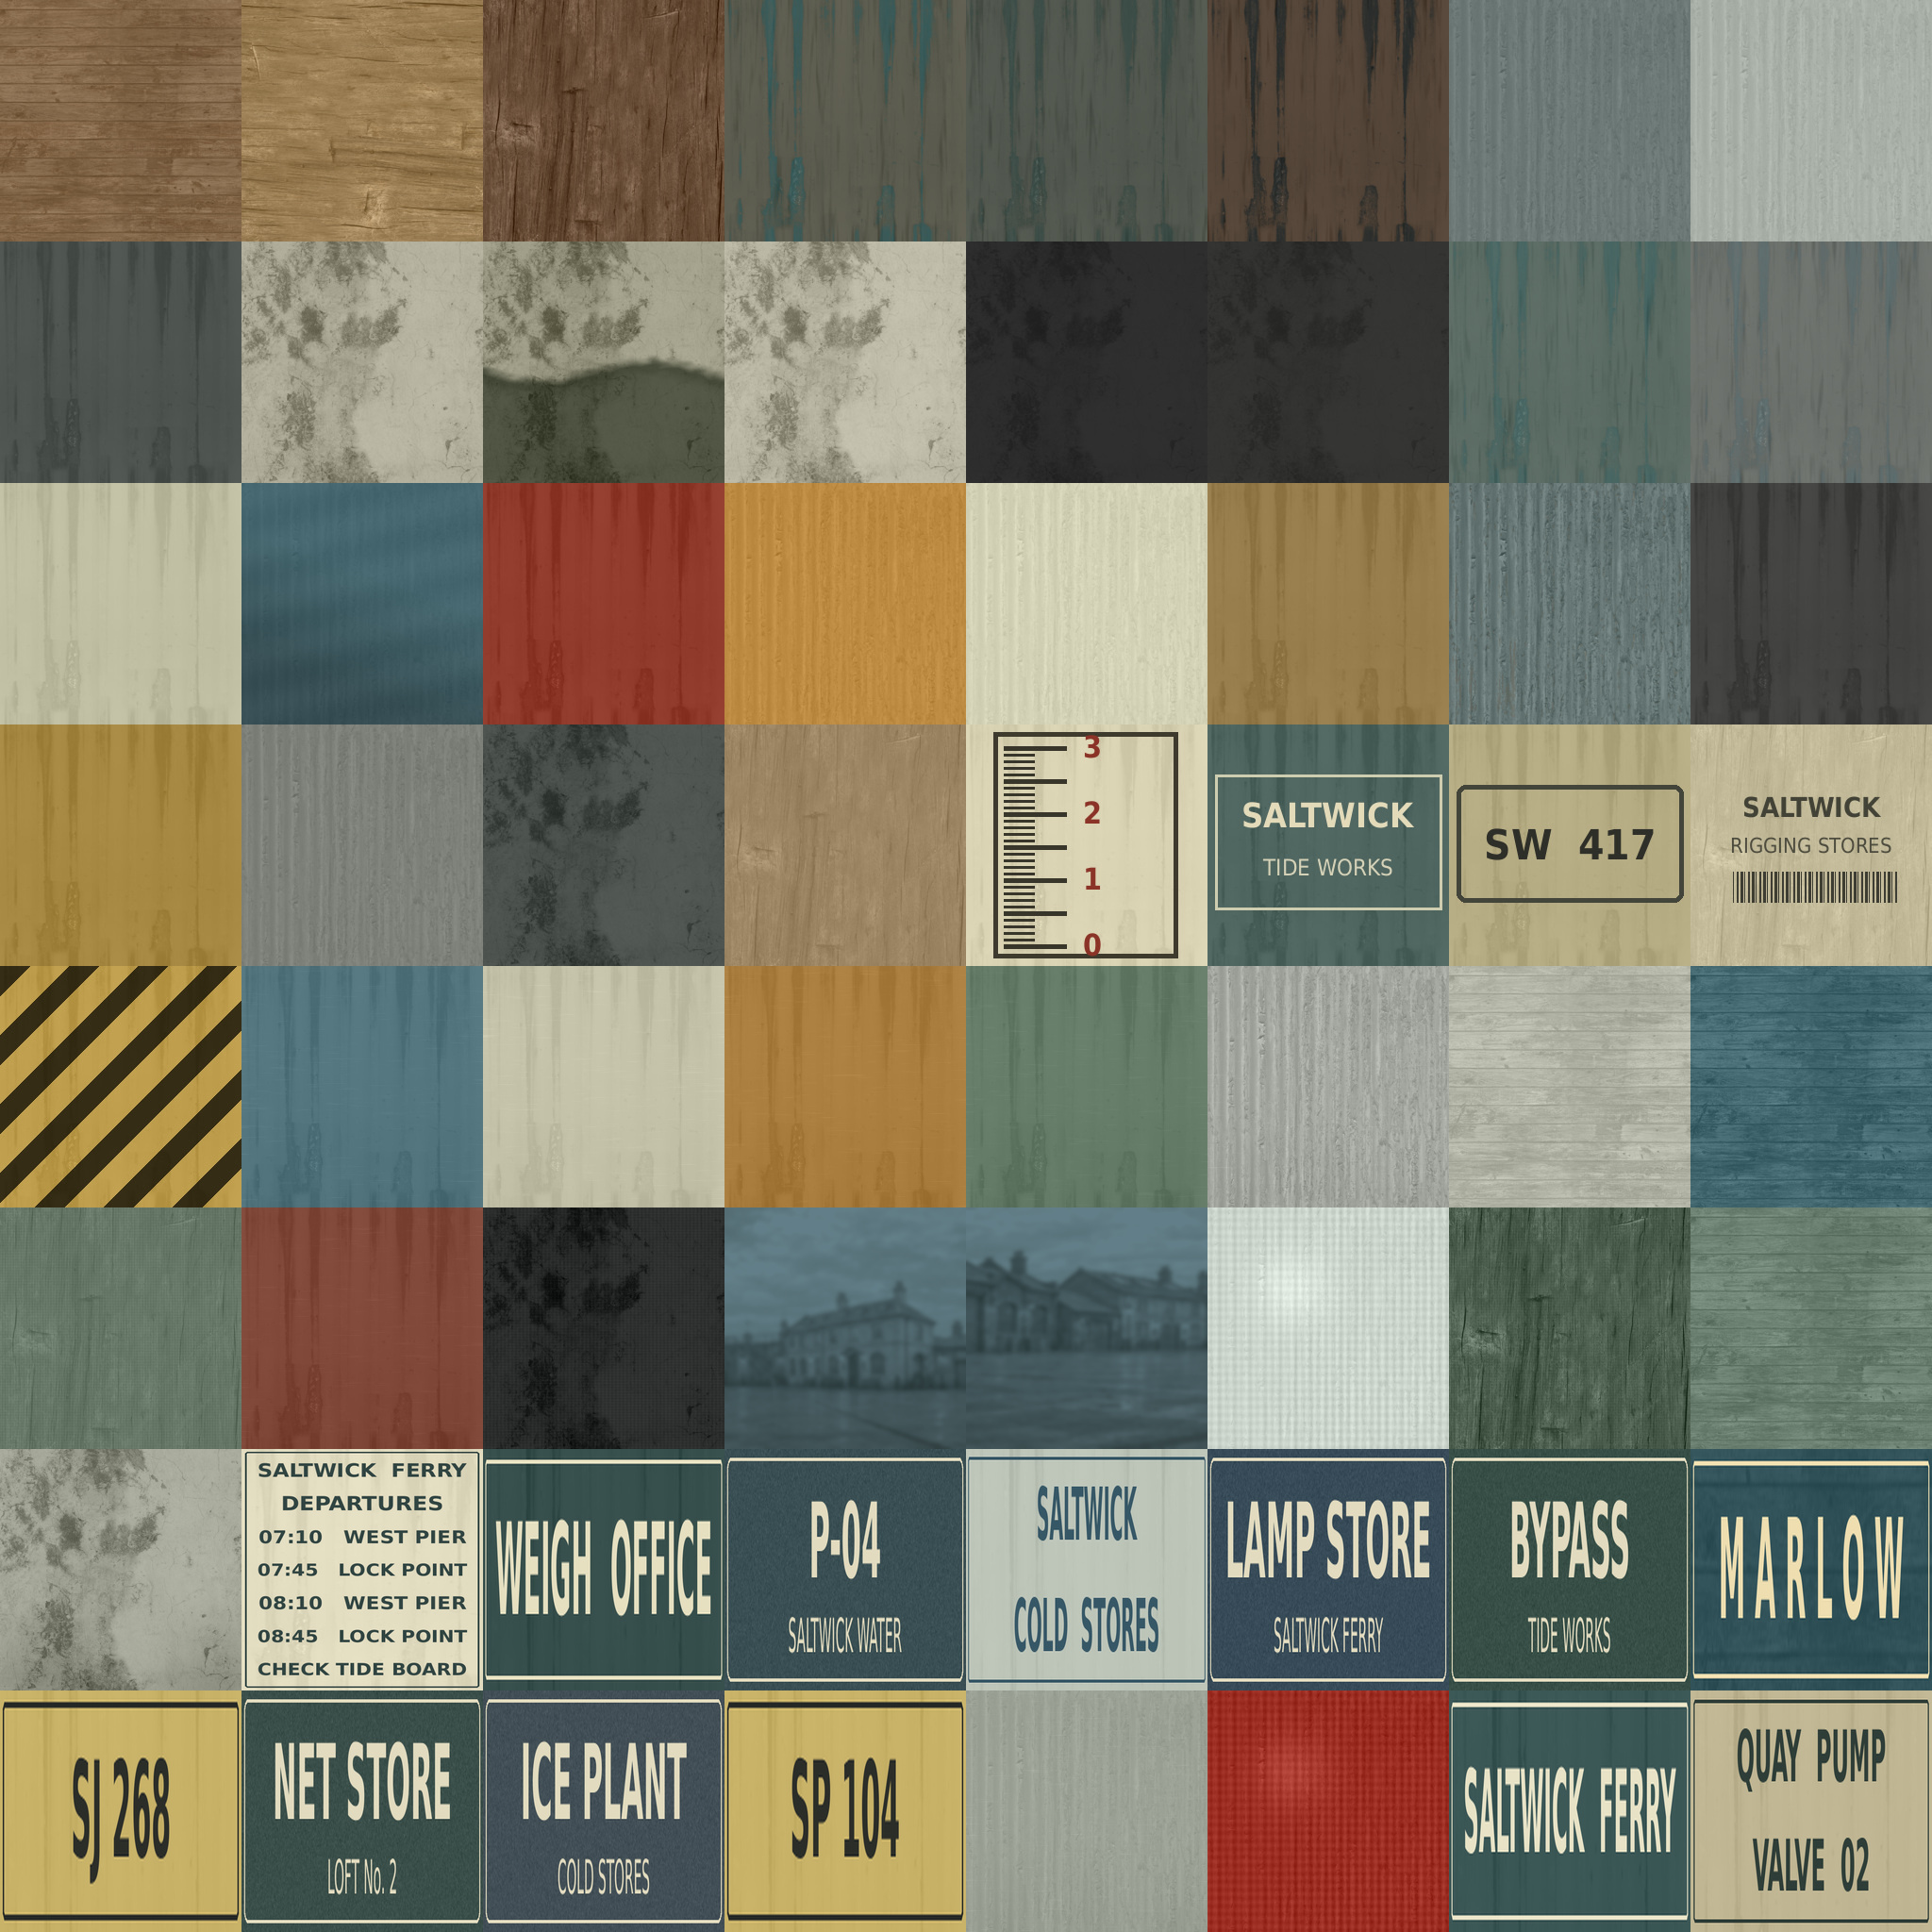 3
2
1
0
SALTWICK
TIDE WORKS
SW 417
SALTWICK
RIGGING STORES
SALTWICK FERRY
DEPARTURES
07:10 WEST PIER
07:45 LOCK POINT
08:10 WEST PIER
08:45 LOCK POINT
CHECK TIDE BOARD
WEIGH OFFICE
P-04
SALTWICK WATER
SALTWICK
COLD STORES
LAMP STORE
SALTWICK FERRY
BYPASS
TIDE WORKS
MARLOW
SJ 268
NET STORE
LOFT No. 2
ICE PLANT
COLD STORES
SP 104
SALTWICK FERRY
QUAY PUMP
VALVE 02